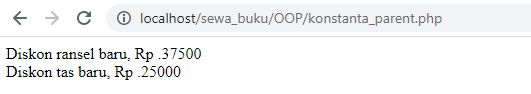 localhost/sewa_buku/OOP/konstanta_parent.php
Diskon ransel baru, Rp .37500
Diskon tas baru, Rp .25000